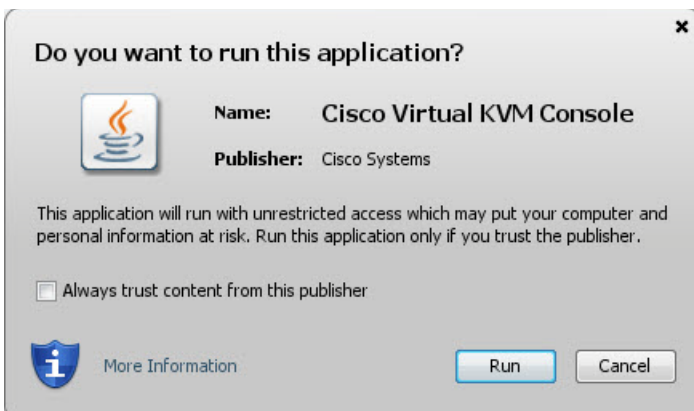 Do you want to run this application?
Name: Cisco Virtual KVM Console
Publisher: Cisco Systems
This application will run with unrestricted access which may put your computer and
personal information at risk. Run this application only if you trust the publisher.
Always trust content from this publisher
More Information Run Cancel